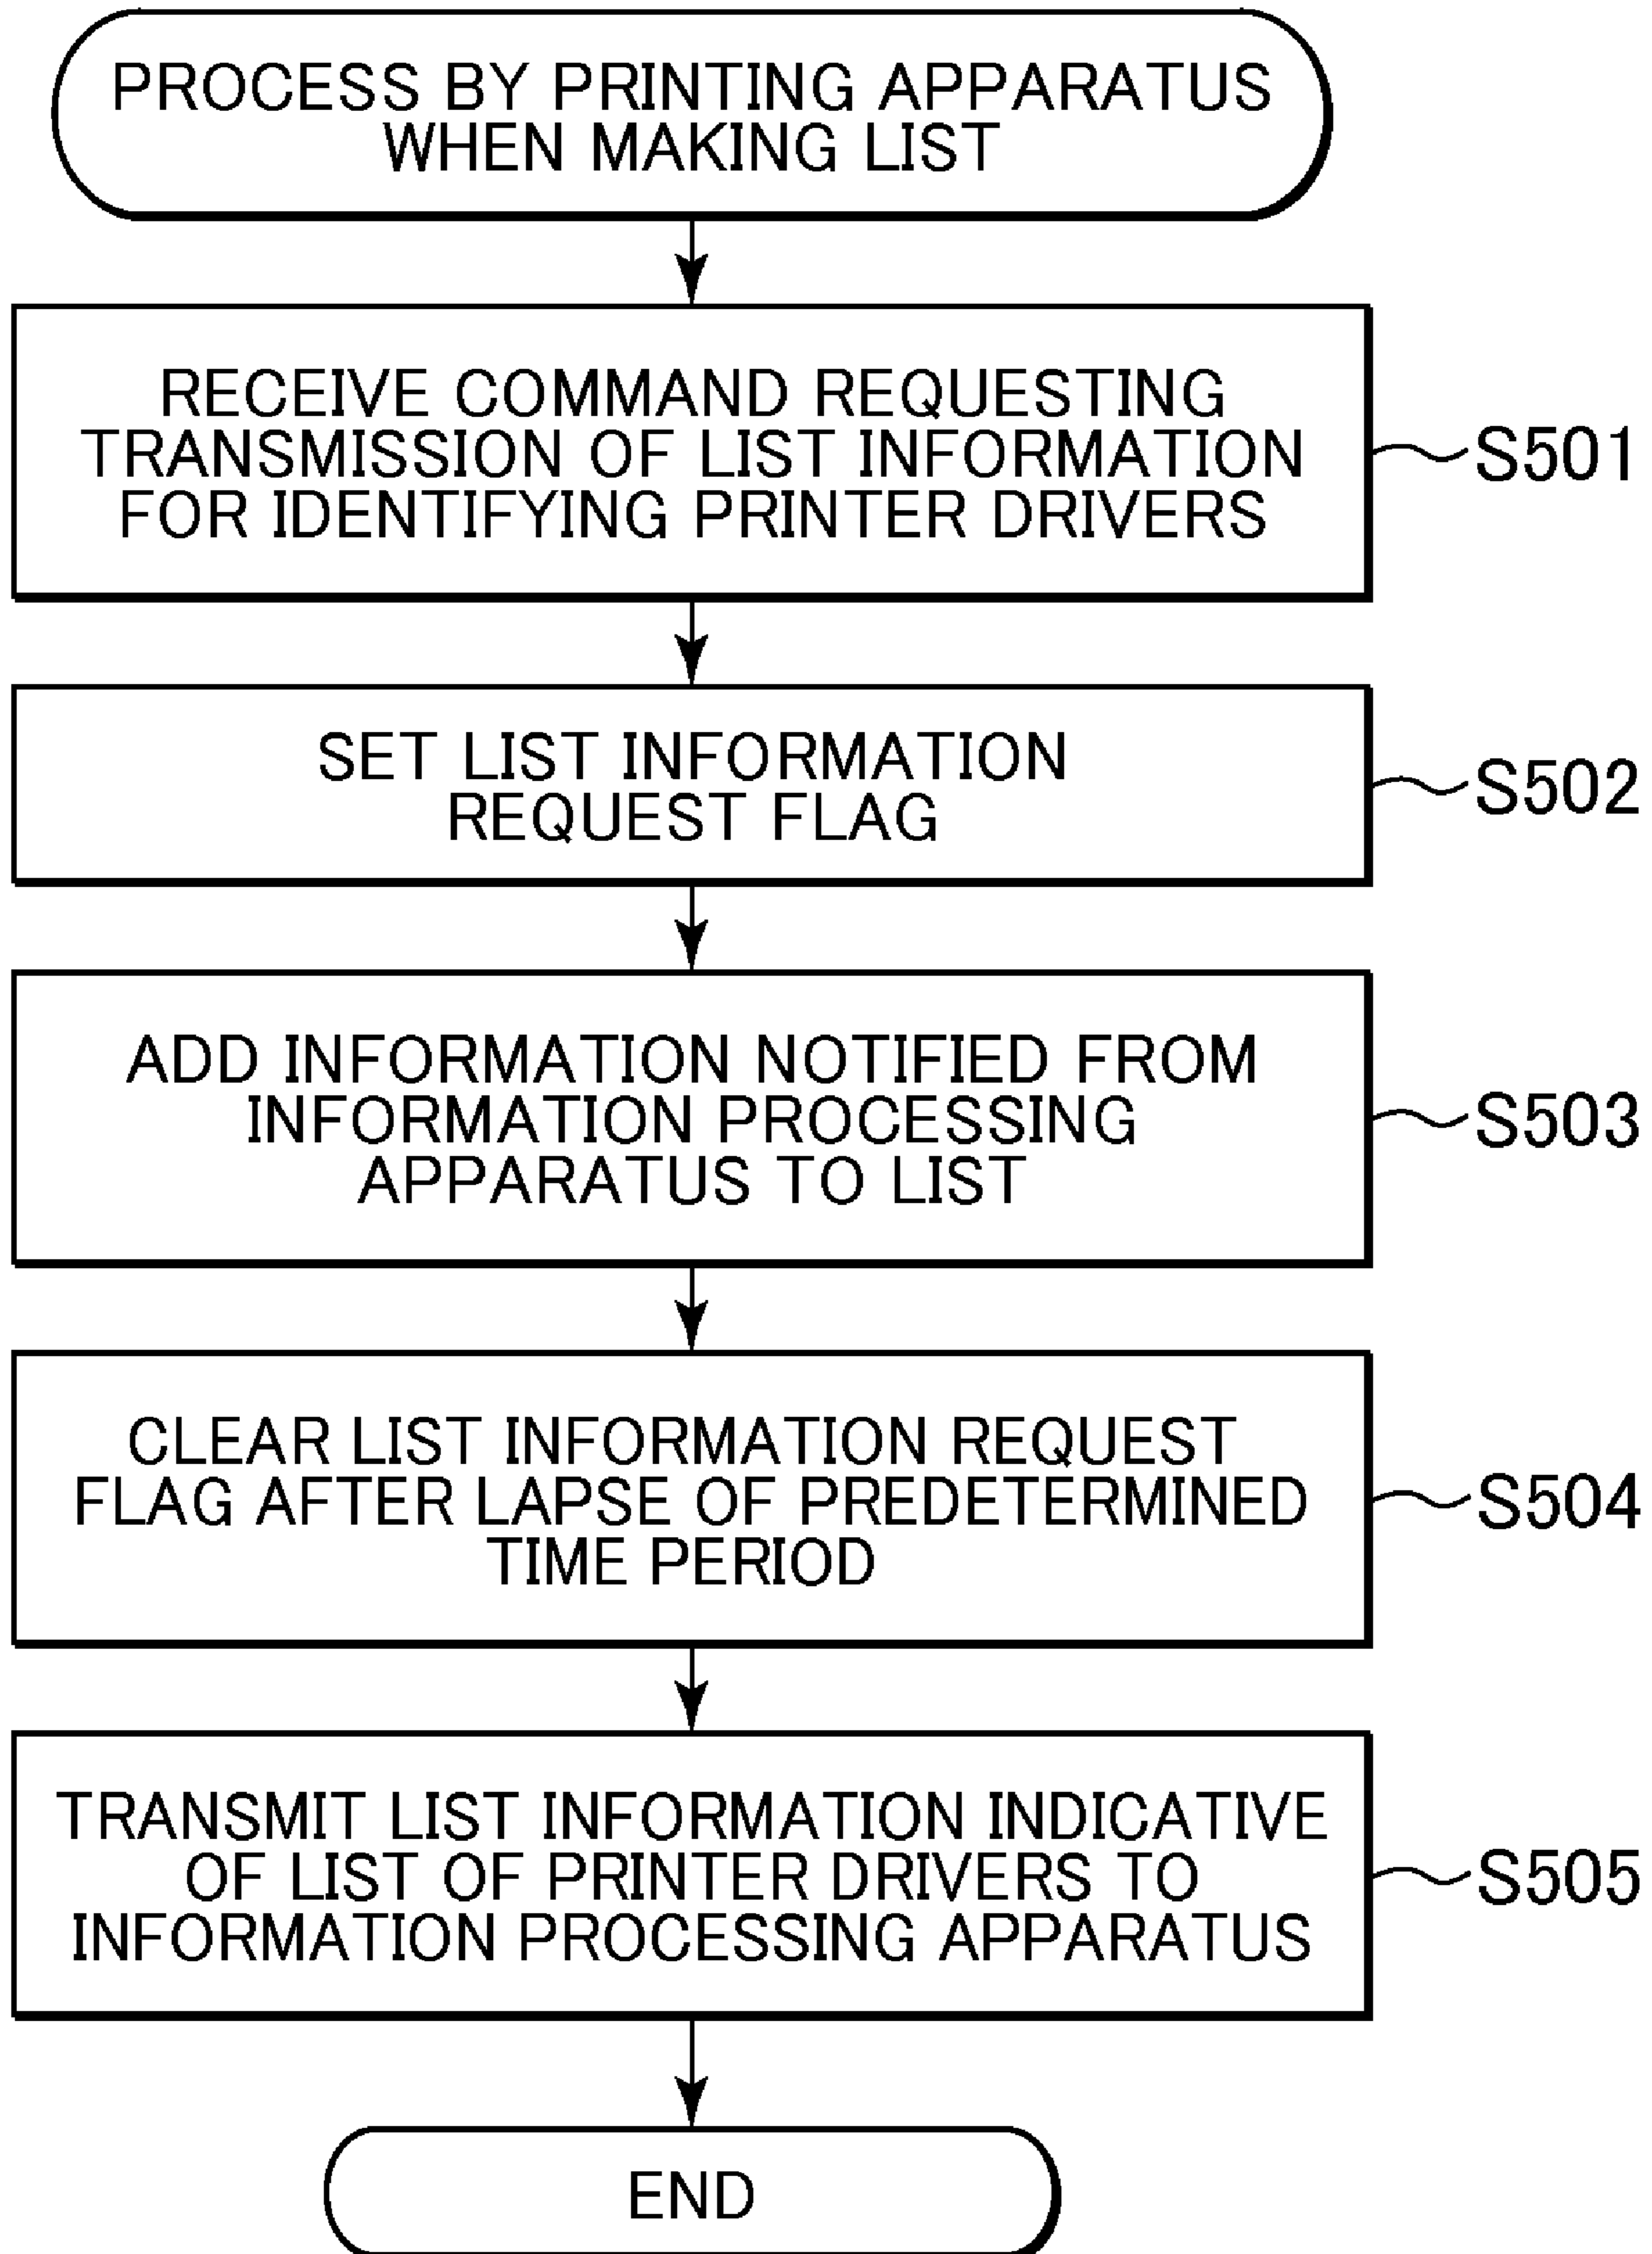 PROCESS BY PRINTING APPARATUS
WHEN MAKING LIST
RECEIVE COMMAND REQUESTING
TRANSMISSION OF LIST INFORMATION
FOR IDENTIFYING PRINTER DRIVERS
S501
SET LIST INFORMATION
REQUEST FLAG
S502
ADD INFORMATION NOTIFIED FROM
INFORMATION PROCESSING
APPARATUS TO LIST
S503
CLEAR LIST INFORMATION REQUEST
FLAG AFTER LAPSE OF PREDETERMINED
TIME PERIOD
S504
TRANSMIT LIST INFORMATION INDICATIVE
OF LIST OF PRINTER DRIVERS TO
INFORMATION PROCESSING APPARATUS
S505
END